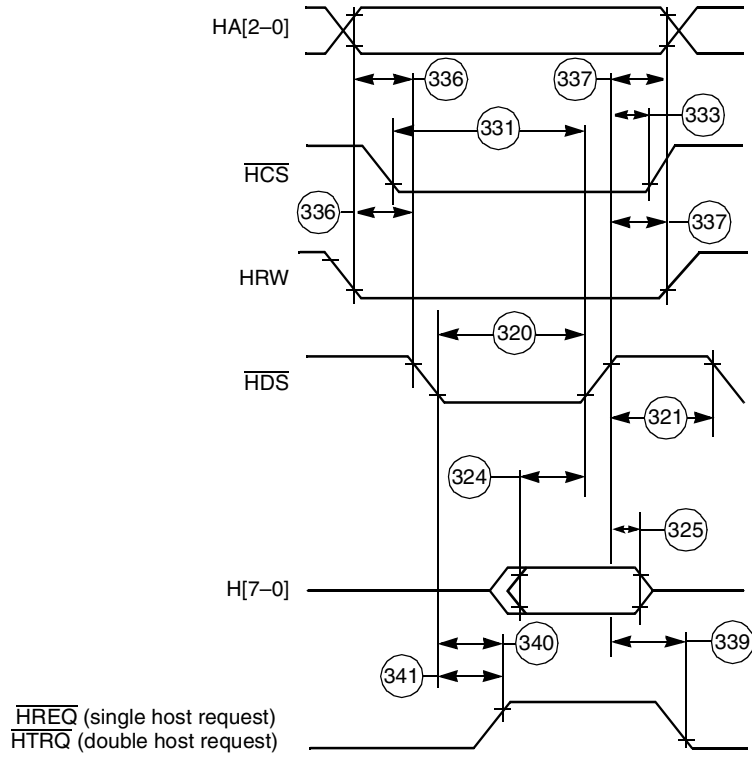 HA[2–0]
336
337
333
331
HCS
336
337
HRW
320
HDS
321
324
325
H[7–0]
340
339
341
HREQ (single host request)
HTRQ (double host request)